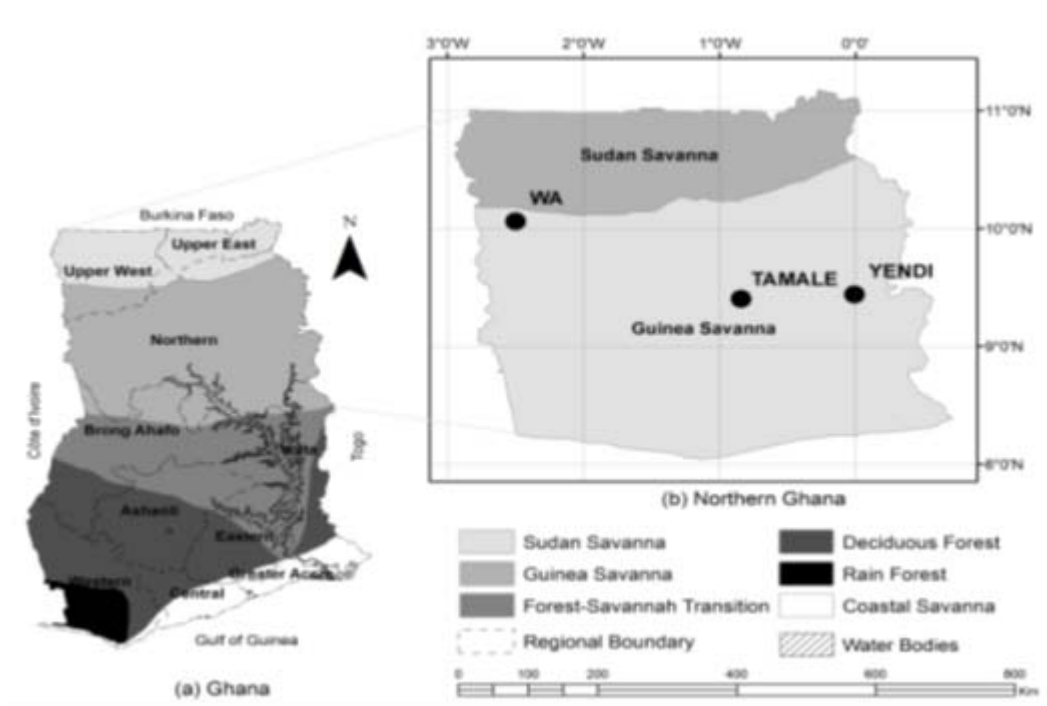 3°0'W 2°0'W 1°0'W 0°0'
11°0'N
Sudan Savanna
WA
10°0'N
TAMALE YENDI
Guinea Savanna
9°0'N
8°0'N
(b) Northern Ghana
Burkina Faso
N
Upper East
Upper West
Northern
Côte d'Ivoire
Brong Ahafo
Volta
Togo
Ashanti
Eastern
Western
Greater Accra
Central
Gulf of Guinea
(a) Ghana
Sudan Savanna
Guinea Savanna
Forest-Savannah Transition
Regional Boundary
Deciduous Forest
Rain Forest
Coastal Savanna
Water Bodies
0 100 200 400 600 800
Km